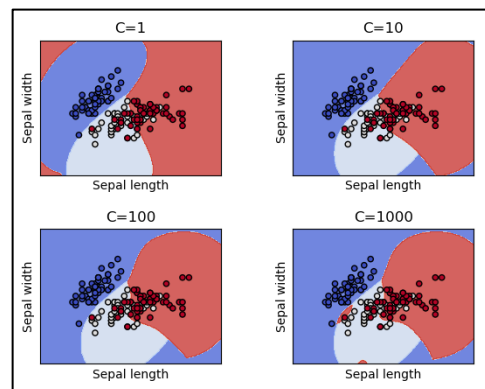 C=1
C=10
Sepal width
Sepal width
Sepal length
Sepal length
C=100
C=1000
Sepal width
Sepal width
Sepal length
Sepal length